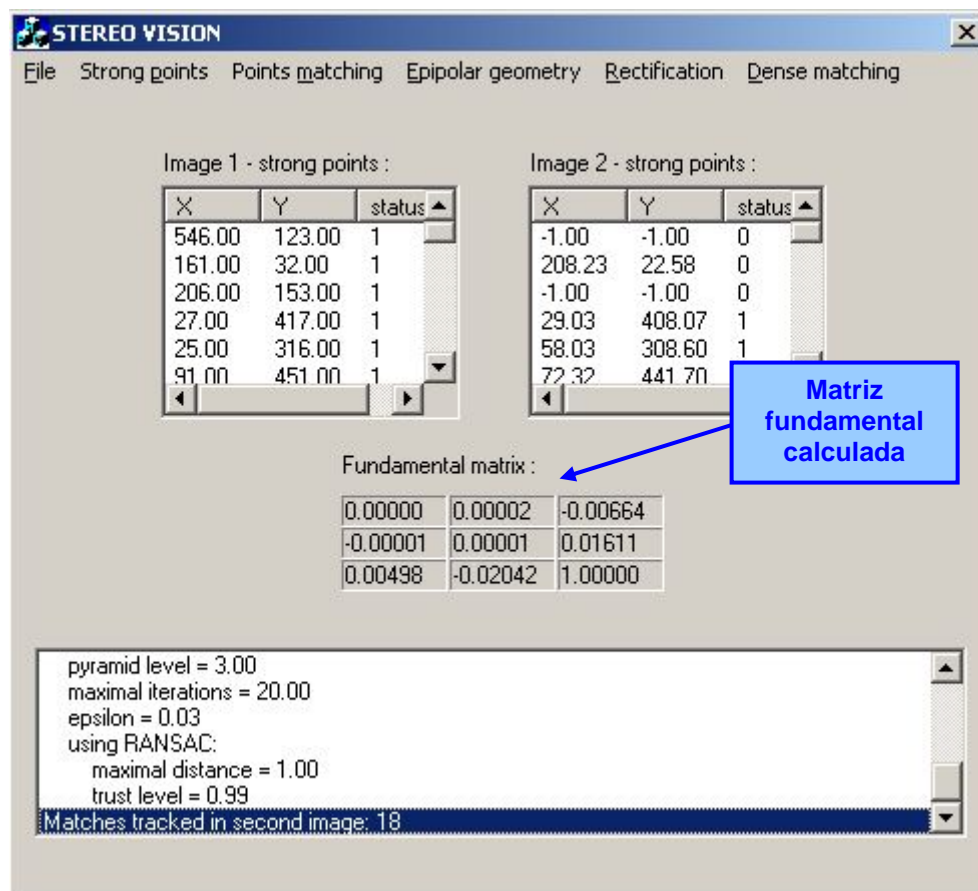 STEREO VISION
File Strong points Points matching Epipolar geometry Rectification Dense matching
Image 1 - strong points :
X Y status
546.00 123.00 1
161.00 32.00 1
206.00 153.00 1
27.00 417.00 1
25.00 316.00 1
91.00 451.00 1
Image 2 - strong points :
X Y status
-1.00 -1.00 0
208.23 22.58 0
-1.00 -1.00 0
29.03 408.07 1
58.03 308.60 1
72.32 441.70
Matriz
fundamental
calculada
Fundamental matrix :
0.00000 0.00002 -0.00664
-0.00001 0.00001 0.01611
0.00498 -0.02042 1.00000
pyramid level = 3.00
maximal iterations = 20.00
epsilon = 0.03
using RANSAC:
maximal distance = 1.00
trust level = 0.99
Matches tracked in second image: 18